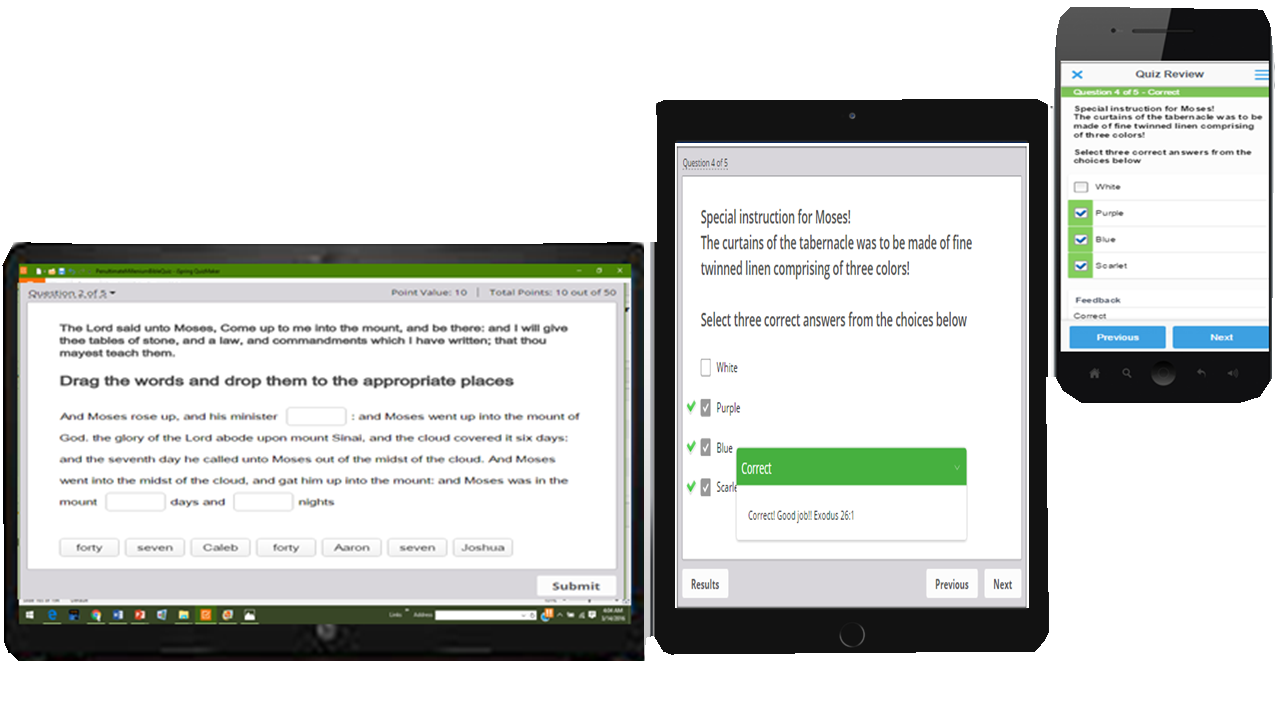 Question 2 of 5
Point Value: 10 | Total Points: 10 out of 50
The Lord said unto Moses, Come up to me into the mount, and be there: and I will give
thee tables of stone, and a law, and commandments which I have written; that thou
mayest teach them.
Drag the words and drop them to the appropriate places
And Moses rose up, and his minister : and Moses went up into the mount of
God. the glory of the Lord abode upon mount Sinai, and the cloud covered it six days:
and the seventh day he called unto Moses out of the midst of the cloud. And Moses
went into the midst of the cloud, and gat him up into the mount: and Moses was in the
mount days and nights
forty seven Caleb forty Aaron seven Joshua
Submit
Links Address
Question 4 of 5
Special instruction for Moses!
The curtains of the tabernacle was to be made of fine
twinned linen comprising of three colors!
Select three correct answers from the choices below
White
Purple
Blue
Scarle
Correct
Correct! Good job!! Exodus 26:1
Results Previous Next
Quiz Review
Question 4 of 5 - Correct
Special instruction for Moses!
The curtains of the tabernacle was to be
made of fine twinned linen comprising
of three colors!
Select three correct answers from the
choices below
White
Purple
Blue
Scarlet
Feedback
Correct
Previous Next